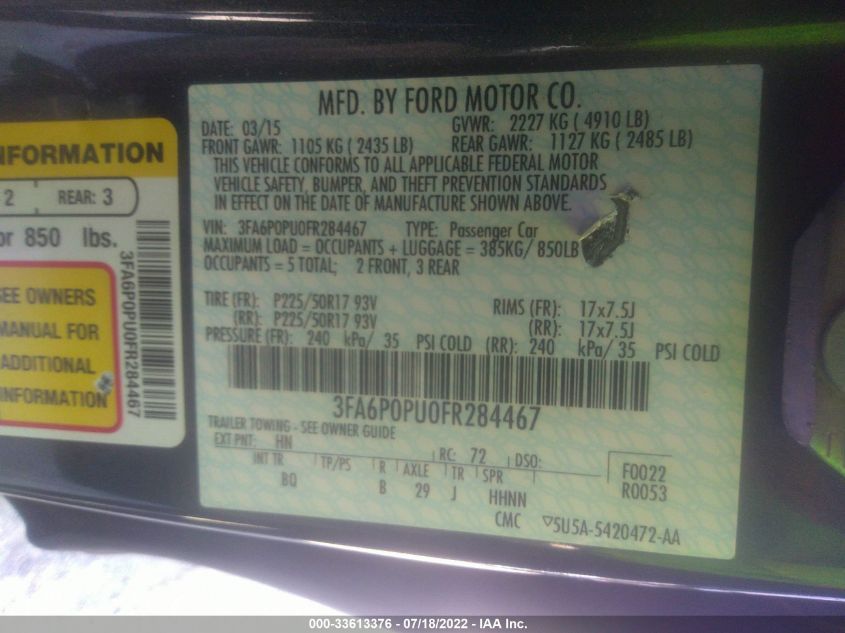 MFD. BY FORD MOTOR CO.
DATE: 03/15 GVWR: 2227 KG ( 4910 LB)
FRONT GAWR: 1105 KG ( 2435 LB) REAR GAWR: 1127 KG ( 2485 LB)
THIS VEHICLE CONFORMS TO ALL APPLICABLE FEDERAL MOTOR
VEHICLE SAFETY, BUMPER, AND THEFT PREVENTION STANDARDS
IN EFFECT ON THE DATE OF MANUFACTURE SHOWN ABOVE.
VIN: 3FA6P0PU0FR284467 TYPE: Passenger Car
MAXIMUM LOAD = OCCUPANTS + LUGGAGE = 385KG/ 850LB
OCCUPANTS = 5 TOTAL; 2 FRONT, 3 REAR
TIRE (FR): P225/50R17 93V RIMS (FR): 17x7.5J
(RR): P225/50R17 93V (RR): 17x7.5J
PRESSURE (FR): 240 kPa/ 35 PSI COLD (RR): 240 kPa/ 35 PSI COLD
3FA6P0PU0FR284467
TRAILER TOWING - SEE OWNER GUIDE
EXT PNT: HN RC: 72 DSO:
INT TR TP/PS R AXLE TR SPR F0022
BQ B 29 J HHNN R0053
CMC ▽5U5A-5420472-AA
NFORMATION
2 REAR: 3
or 850 lbs.
SEE OWNERS
MANUAL FOR
ADDITIONAL
INFORMATION
3FA6P0PU0FR284467
000-33613376 - 07/18/2022 - IAA Inc.